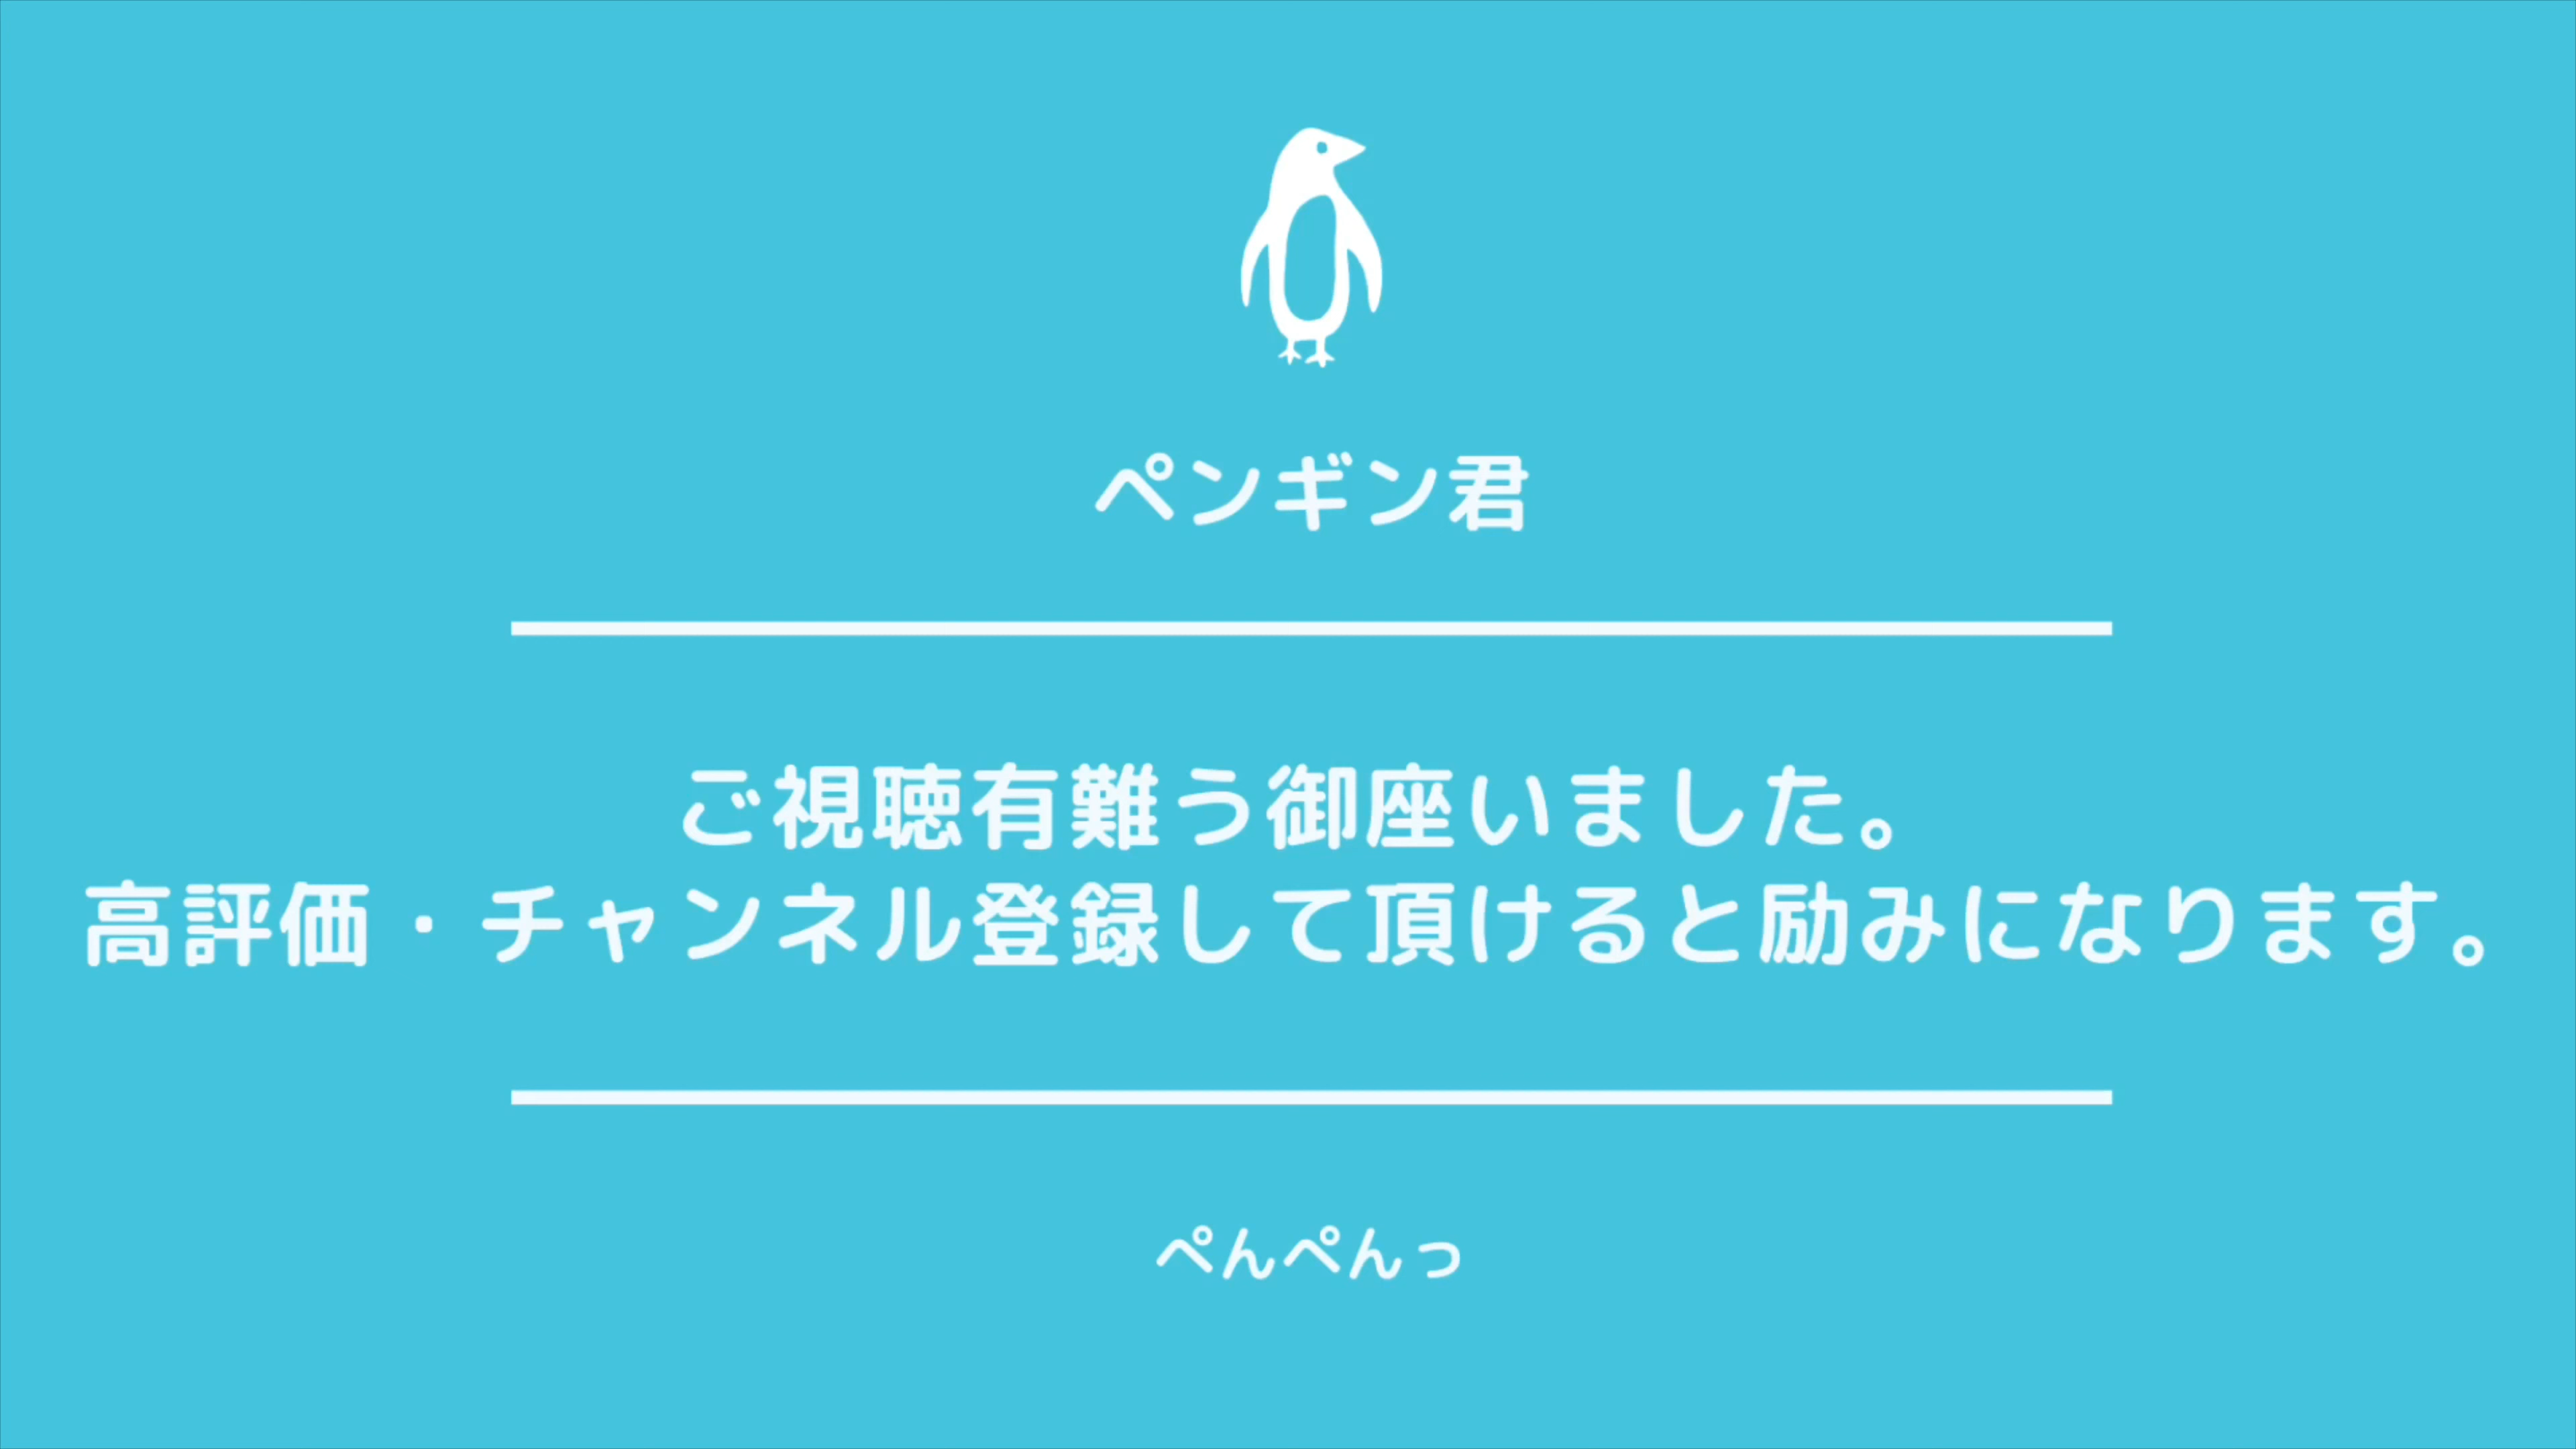 ペンギン君
ご視聴有難う御座いました。
高評価・チャンネル登録して頂けると励みになります。
ぺんぺんっ